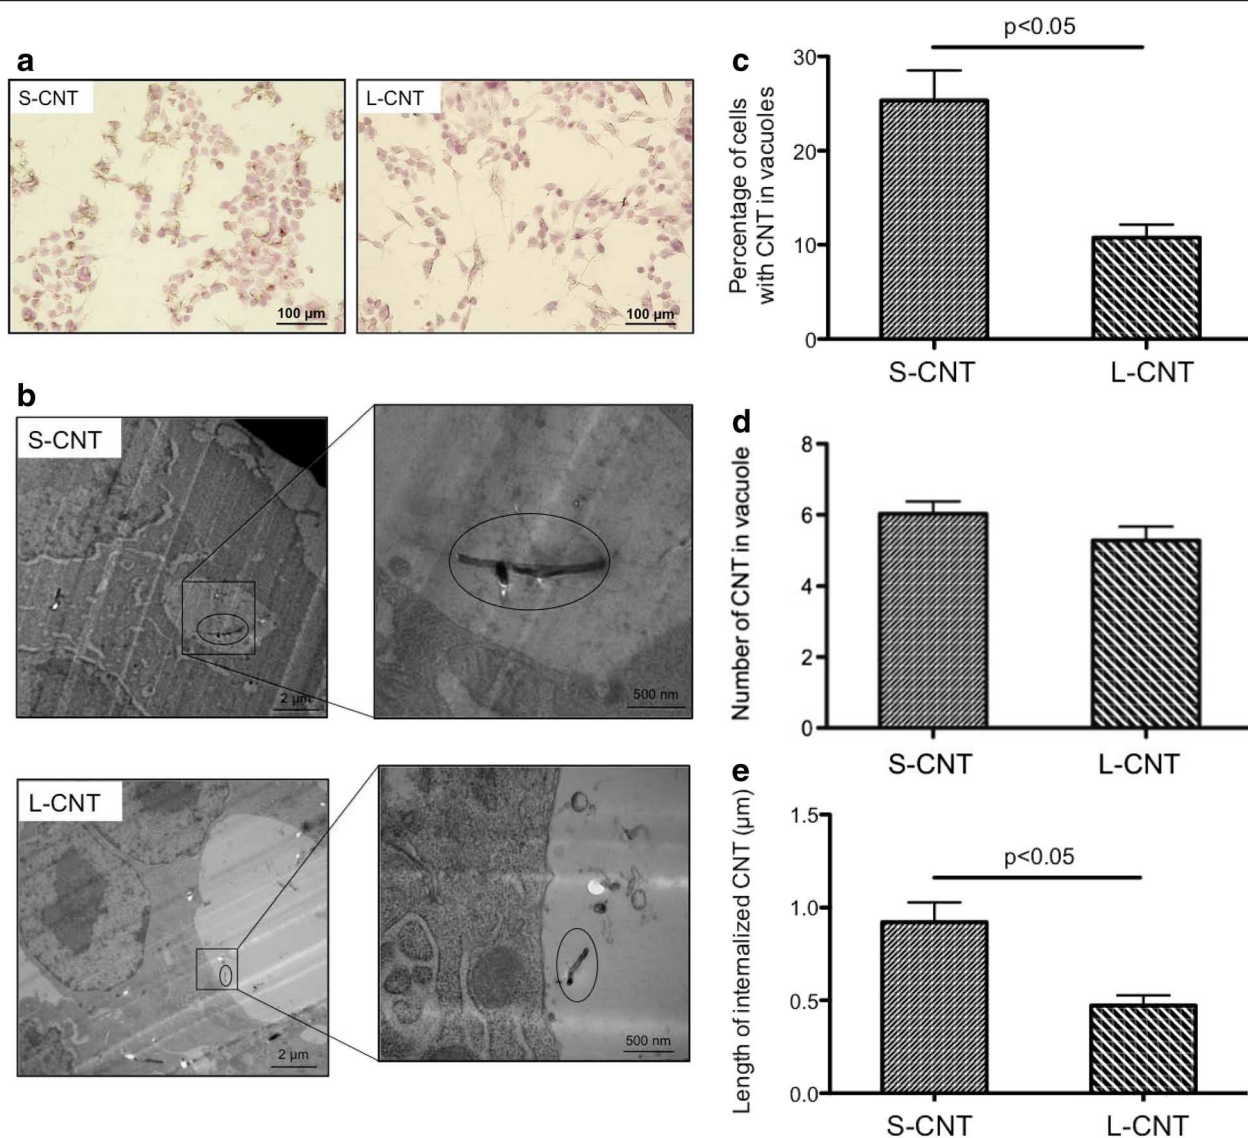 a
S-CNT
100 µm
L-CNT
100 µm
b
S-CNT
2 µm
500 nm
L-CNT
2 µm
500 nm
c
p<0.05
Percentage of cells
with CNT in vacuoles
30
20
10
0
S-CNT
L-CNT
d
Number of CNT in vacuole
8
6
4
2
0
S-CNT
L-CNT
e
Length of internalized CNT (µm)
1.5
p<0.05
1.0
0.5
0.0
S-CNT
L-CNT